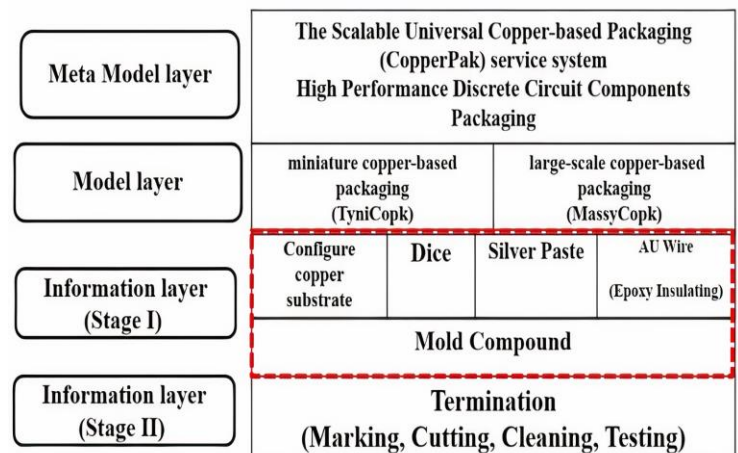 Meta Model layer
The Scalable Universal Copper-based Packaging
(CopperPak) service system
High Performance Discrete Circuit Components
Packaging
Model layer
miniature copper-based
packaging
(TyniCopk)
large-scale copper-based
packaging
(MassyCopk)
Information layer
(Stage I)
Configure
copper
substrate
Dice
Silver Paste
AU Wire
(Epoxy Insulating)
Mold Compound
Information layer
(Stage II)
Termination
(Marking, Cutting, Cleaning, Testing)